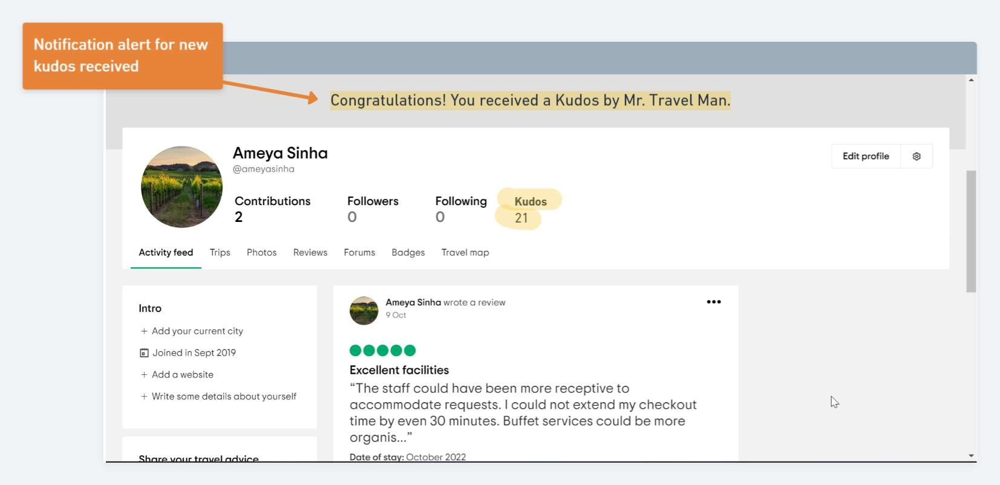 Notification alert for new
kudos received
Congratulations! You received a Kudos by Mr. Travel Man.
Ameya Sinha
@ameyasinha
Edit profile
Contributions Followers Following Kudos
2 0 0 21
Activity feed Trips Photos Reviews Forums Badges Travel map
Intro
+ Add your current city
Joined in Sept 2019
+ Add a website
+ Write some details about yourself
Share your travel advice
Ameya Sinha wrote a review
9 Oct
Excellent facilities
“The staff could have been more receptive to
accommodate requests. I could not extend my checkout
time by even 30 minutes. Buffet services could be more
organis...”
Date of stay: October 2022